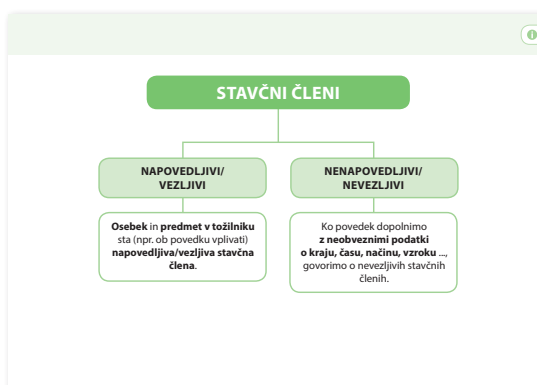 STAVČNI ČLENI
NAPOVEDLJIVI/
VEZLJIVI
Osebek in predmet v tožilniku
sta (npr. ob povedku vplivati)
napovedljiva/vezljiva stavčna
člena.
NENAPOVEDLJIVI/
NEVEZLJIVI
Ko povedek dopolnimo
z neobveznimi podatki
o kraju, času, načinu, vzroku ...,
govorimo o nevezljivih stavčnih
členih.